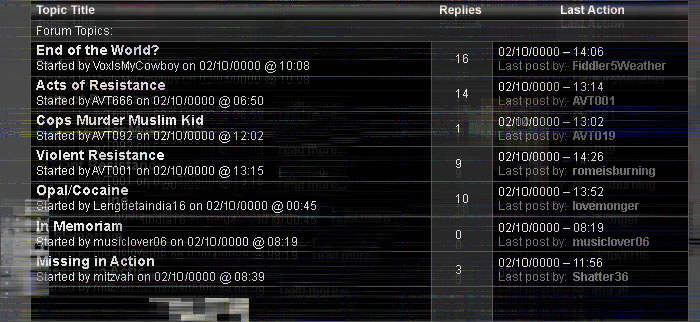 Topic Title Replies Last Action
Forum Topics:
End of the World?
Started by VoxIsMyCowboy on 02/10/0000 @ 10:08
16
02/10/0000 – 14:06
Last post by: Fiddler5Weather
Acts of Resistance
Started by AVT666 on 02/10/0000 @ 06:50
14
02/10/0000 – 13:14
Last post by: AVT001
Cops Murder Muslim Kid
Started by AVT092 on 02/10/0000 @ 12:02
1
02/10/0000 – 13:02
Last post by: AVT019
Violent Resistance
Started by AVT001 on 02/10/0000 @ 13:15
9
02/10/0000 – 14:26
Last post by: romeisburning
Opal/Cocaine
Started by Lenguetaindia16 on 02/10/0000 @ 00:45
10
02/10/0000 – 13:52
Last post by: lovemonger
In Memoriam
Started by musiclover06 on 02/10/0000 @ 08:19
0
02/10/0000 – 08:19
Last post by: musiclover06
Missing in Action
Started by mitzvah on 02/10/0000 @ 08:39
3
02/10/0000 – 11:56
Last post by: Shatter36